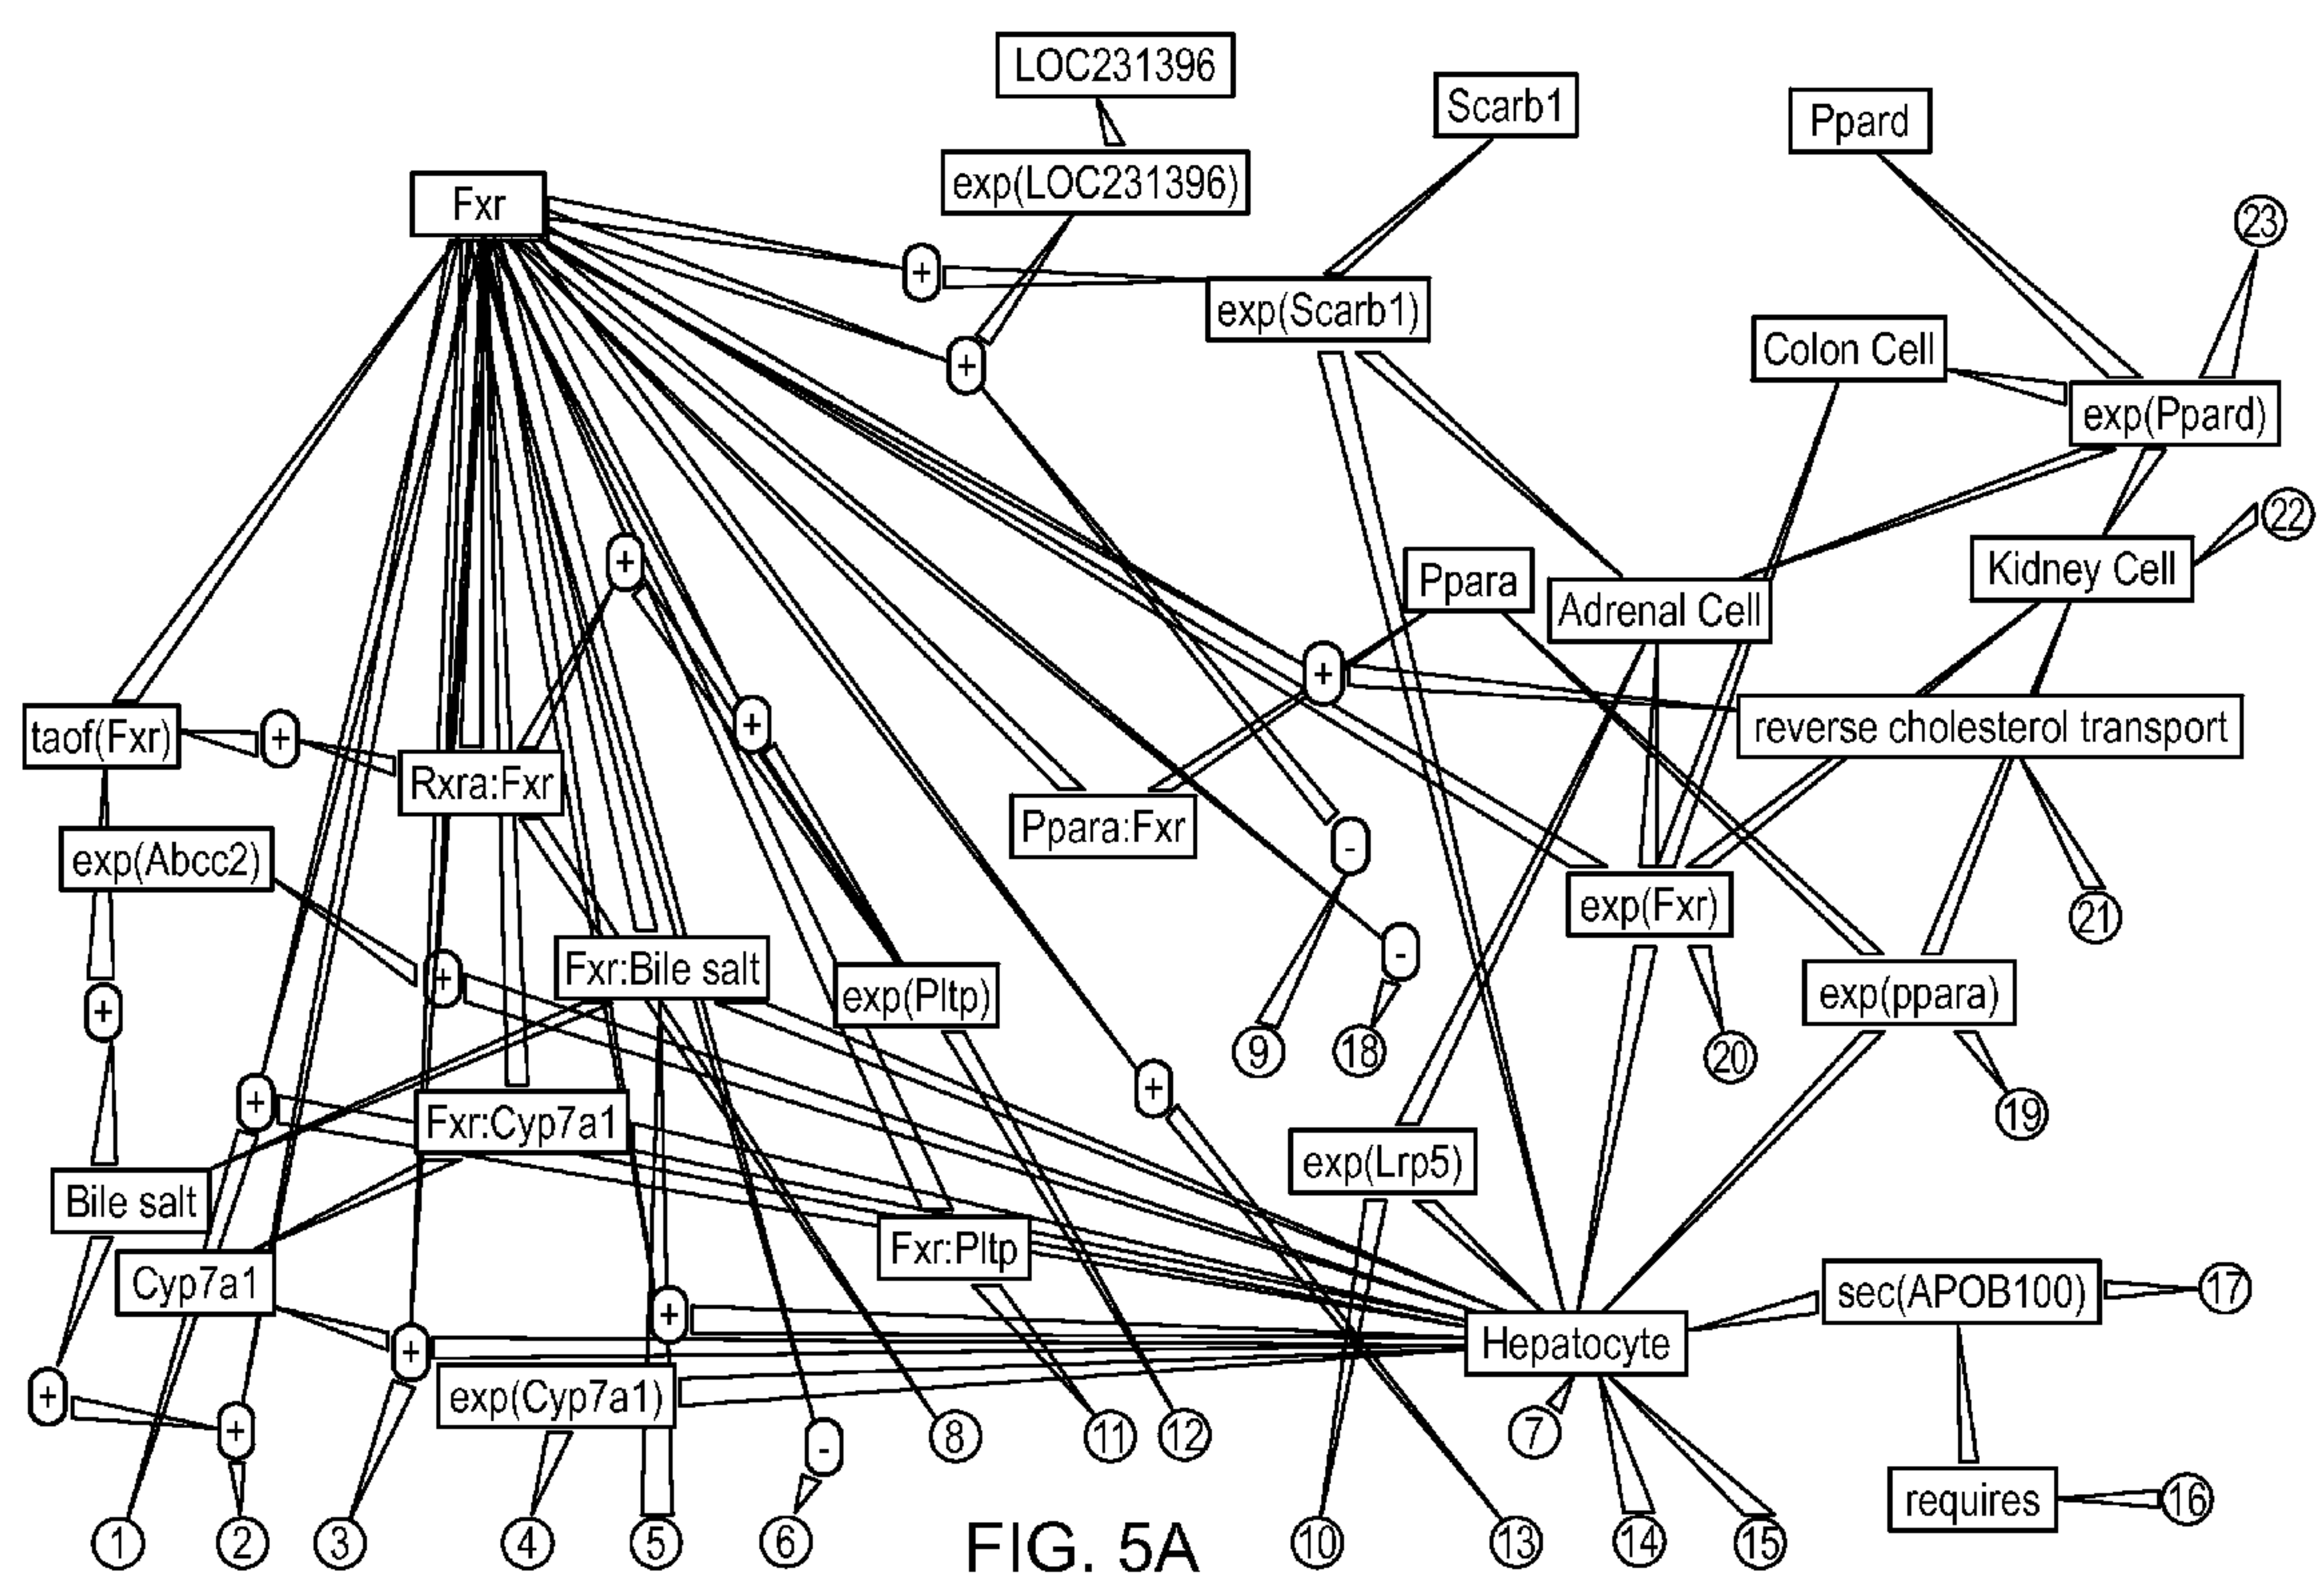 LOC231396
Scarb1
Ppard
exp(LOC231396)
Fxr
23
+
exp(Scarb1)
+
Colon Cell
exp(Ppard)
22
+
Ppara
Adrenal Cell
Kidney Cell
+
+
taof(Fxr)
+
reverse cholesterol transport
Rxra:Fxr
Ppara:Fxr
-
exp(Abcc2)
exp(Fxr)
21
+
Fxr:Bile salt
exp(Pltp)
-
exp(ppara)
+
9
18
20
+
+
19
Fxr:Cyp7a1
exp(Lrp5)
Bile salt
Fxr:Pltp
Cyp7a1
sec(APOB100)
17
+
+
Hepatocyte
+
exp(Cyp7a1)
+
-
8
11
12
7
requires
16
1
2
3
4
5
6
FIG. 5A
10
13
14
15